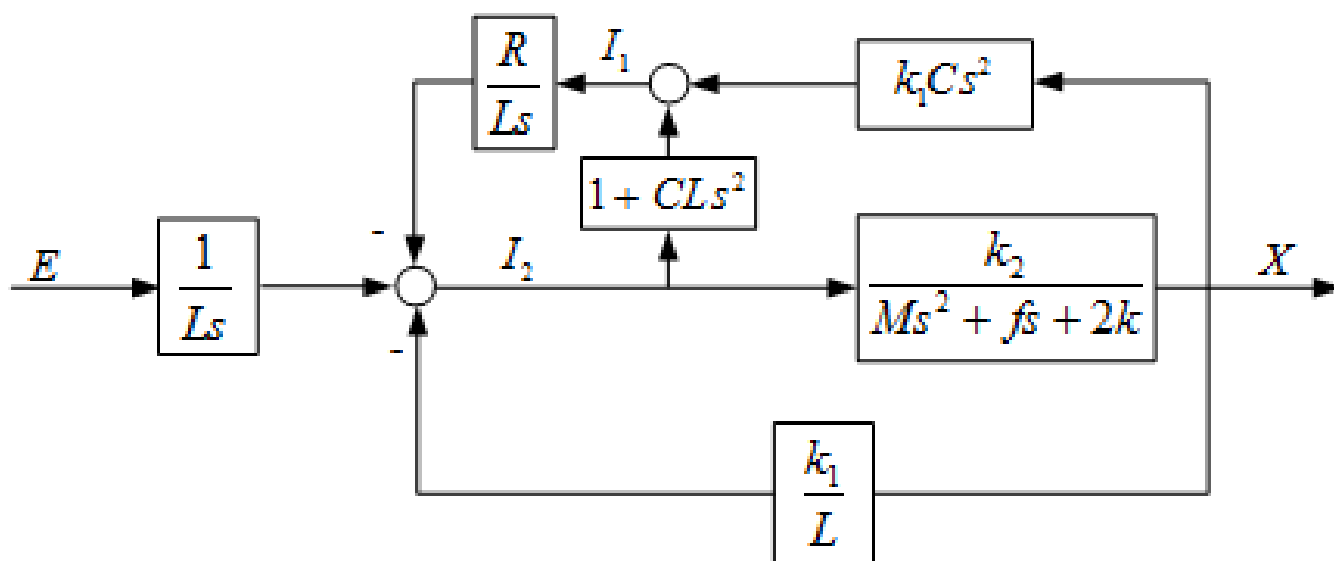 R
Ls
I₁
k₁Cs²
1 + CLs²
-
E
1
Ls
I₂
k₂
Ms² + fs + 2k
X
-
k₁
L